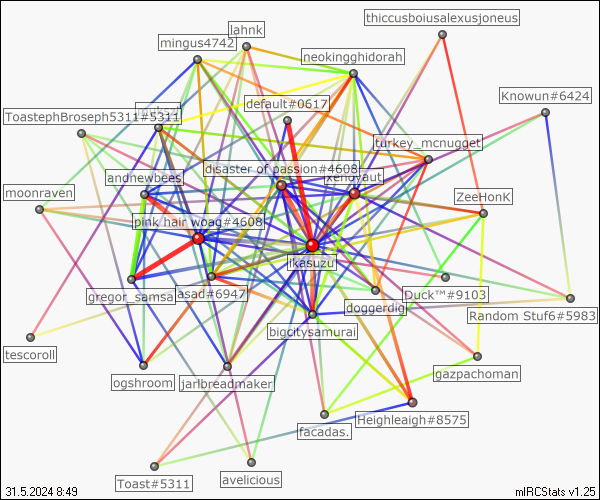 thiccusboiusalexusjoneus
lahnk
mingus4742
neokingghidorah
Knowun#6424
default#0617
ToastephBroseph5311#5311
turkey_mcnugget
disaster of passion#4608
xenoyaut
andnewbees
moonraven
ZeeHonk
pink hair woag#4608
ikasuzu
gregor_samsa
asad#6947
Duck™#9103
doggerdigi
Random Stuf6#5983
bigcitysamurai
tescoroll
gazpachoman
ogshroom
jarlbreadmaker
Heighleaigh#8575
facadas.
Toast#5311
avelicious
31.5.2024 8:49
mIRCStats v1.25